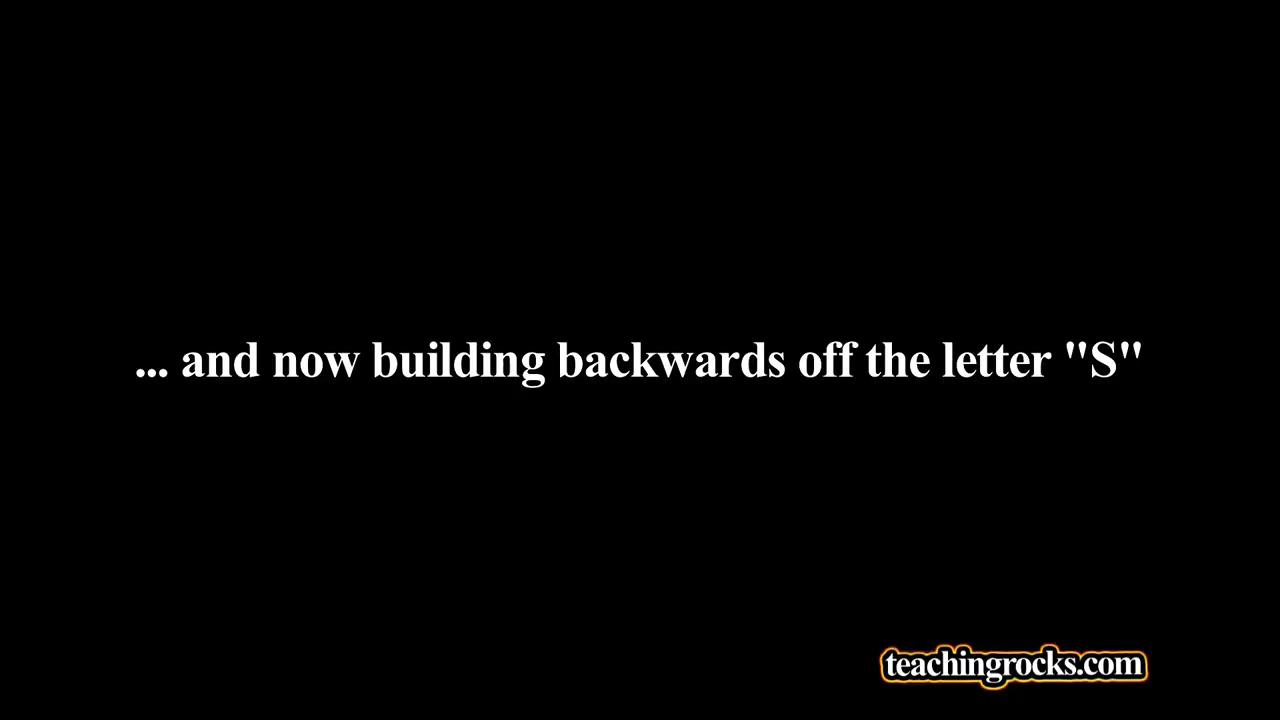 ... and now building backwards off the letter "S"
teachingrocks.com